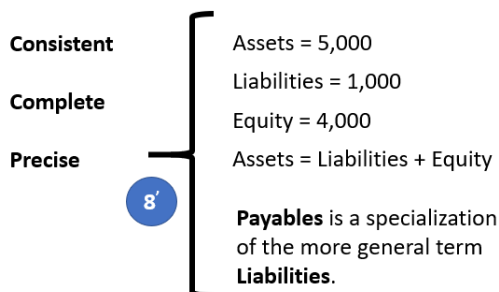 Consistent
Complete
Precise
8'
Assets = 5,000
Liabilities = 1,000
Equity = 4,000
Assets = Liabilities + Equity
Payables is a specialization
of the more general term
Liabilities.